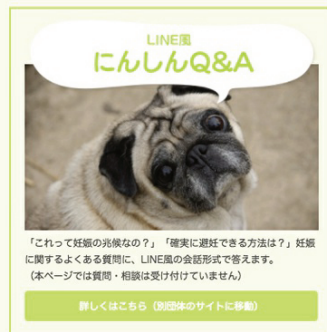 LINE風
にんしんQ&A
「これって妊娠の兆候なの？」「確実に避妊できる方法は？」妊娠
に関するよくある質問に、LINE風の会話形式で答えます。
（本ページでは質問・相談は受け付けていません）
詳しくはこちら（別団体のサイトに移動）